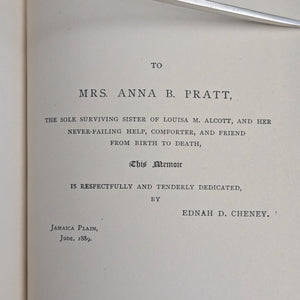 TO
MRS. ANNA B. PRATT,
THE SOLE SURVIVING SISTER OF LOUISA M. ALCOTT, AND HER
NEVER-FAILING HELP, COMFORTER, AND FRIEND
FROM BIRTH TO DEATH,
This Memoir
IS RESPECTFULLY AND TENDERLY DEDICATED,
BY
EDNAH D. CHENEY.
JAMAICA PLAIN,
June, 1889.